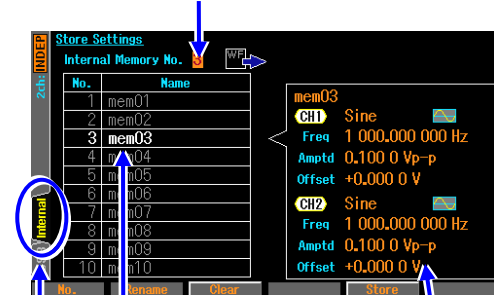 2ch: INDEP
Store Settings
Internal Memory No. 3
WF
No. Name
1 mem01
2 mem02
3 mem03
4 mem04
5 mem05
6 mem06
7 mem07
8 mem08
9 mem09
10 mem10
Internal
mem03
CH1 Sine
Freq 1 000.000 000 Hz
Amptd 0.100 0 Vp-p
Offset +0.000 0 V
CH2 Sine
Freq 1 000.000 000 Hz
Amptd 0.100 0 Vp-p
Offset +0.000 0 V
No. Rename Clear Store